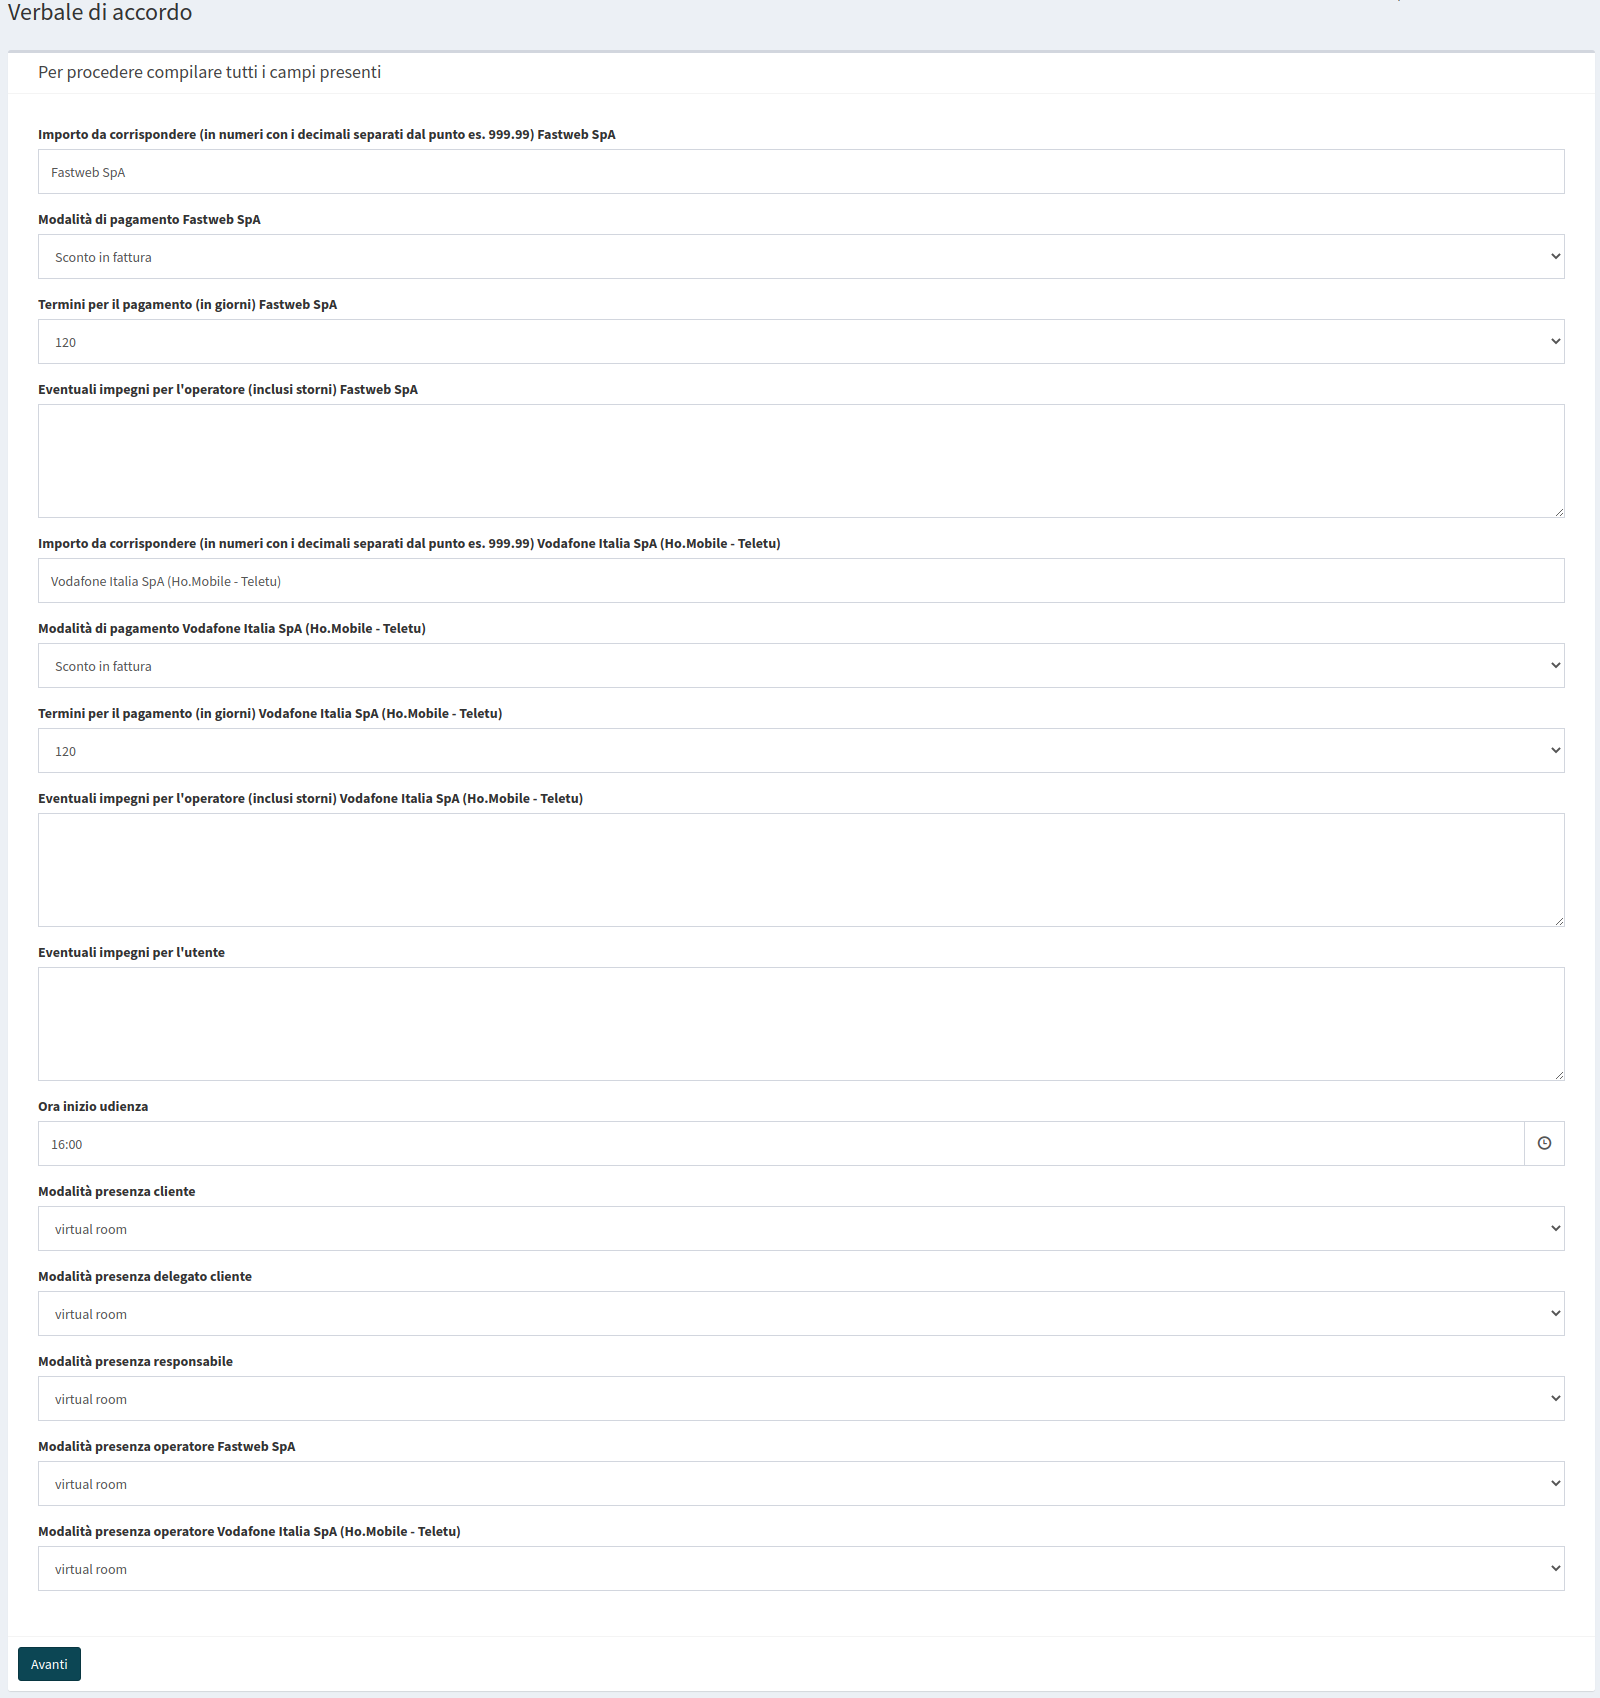 Verbale di accordo
Per procedere compilare tutti i campi presenti
Importo da corrispondere (in numeri con i decimali separati dal punto es. 999.99) Fastweb SpA
Fastweb SpA
Modalità di pagamento Fastweb SpA
Sconto in fattura
Termini per il pagamento (in giorni) Fastweb SpA
120
Eventuali impegni per l'operatore (inclusi storni) Fastweb SpA
Importo da corrispondere (in numeri con i decimali separati dal punto es. 999.99) Vodafone Italia SpA (Ho.Mobile - Teletu)
Vodafone Italia SpA (Ho.Mobile - Teletu)
Modalità di pagamento Vodafone Italia SpA (Ho.Mobile - Teletu)
Sconto in fattura
Termini per il pagamento (in giorni) Vodafone Italia SpA (Ho.Mobile - Teletu)
120
Eventuali impegni per l'operatore (inclusi storni) Vodafone Italia SpA (Ho.Mobile - Teletu)
Eventuali impegni per l'utente
Ora inizio udienza
16:00
Modalità presenza cliente
virtual room
Modalità presenza delegato cliente
virtual room
Modalità presenza responsabile
virtual room
Modalità presenza operatore Fastweb SpA
virtual room
Modalità presenza operatore Vodafone Italia SpA (Ho.Mobile - Teletu)
virtual room
Avanti